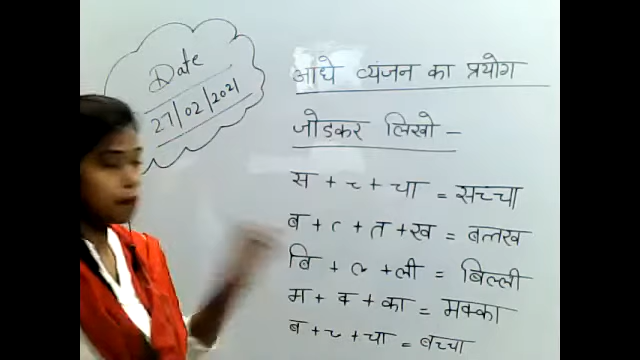 Date
27/02/2021
आधे व्यंजन का प्रयोग
जोडकर लिखो -
स + च् + चा = सच्चा
ब + त् + त + ख = बत्तख
बि + ल् + ली = बिल्ली
म + क् + का = मक्का
ब + च् + चा = बच्चा